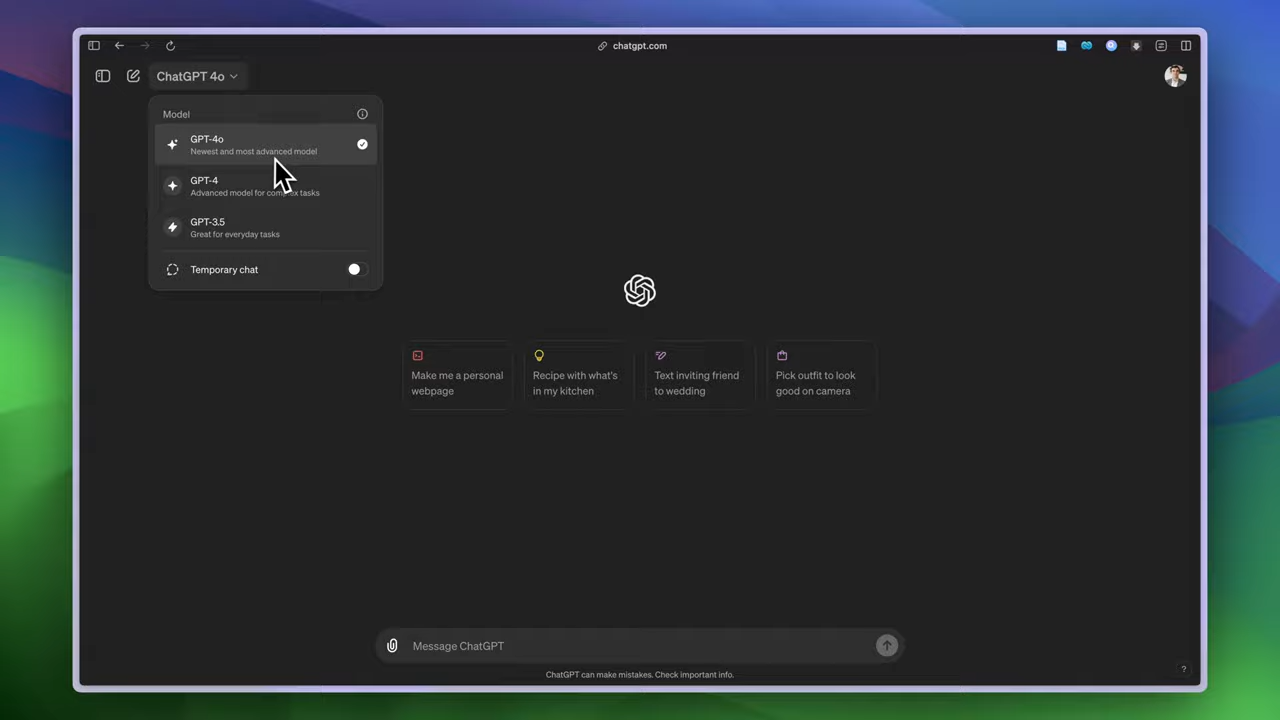 chatgpt.com
ChatGPT 4o
Model
GPT-4o
Newest and most advanced model
GPT-4
Advanced model for complex tasks
GPT-3.5
Great for everyday tasks
Temporary chat
Make me a personal
webpage
Recipe with what's
in my kitchen
Text inviting friend
to wedding
Pick outfit to look
good on camera
Message ChatGPT
ChatGPT can make mistakes. Check important info.
?